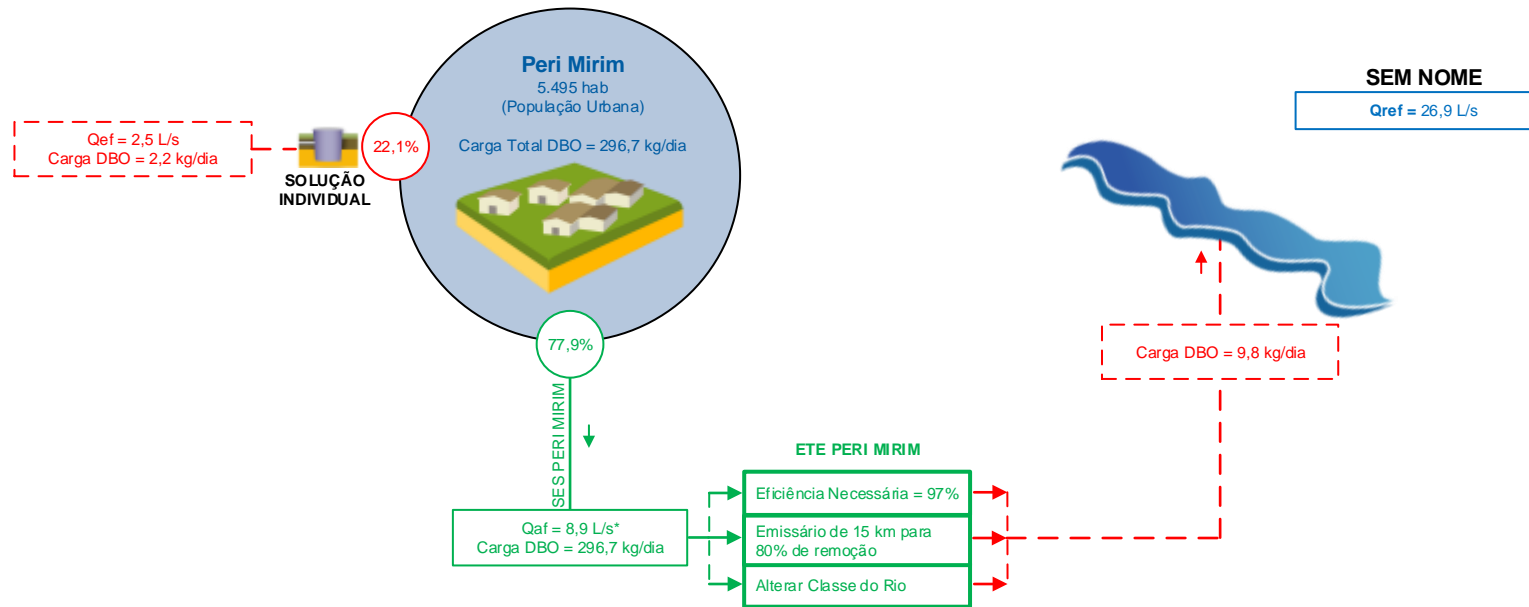 Peri Mirim
5.495 hab
(População Urbana)
Carga Total DBO = 296,7 kg/dia
Qef = 2,5 L/s
Carga DBO = 2,2 kg/dia
22,1%
SOLUÇÃO
INDIVIDUAL
SEM NOME
Qref = 26,9 L/s
77,9%
SES PERI MIRIM
Carga DBO = 9,8 kg/dia
ETE PERI MIRIM
Qaf = 8,9 L/s*
Carga DBO = 296,7 kg/dia
Eficiência Necessária = 97%
Emissário de 15 km para
80% de remoção
Alterar Classe do Rio